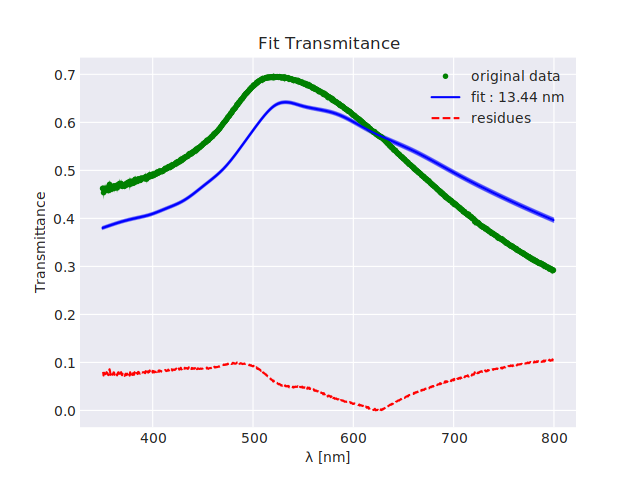 Fit Transmitance
original data
fit : 13.44 nm
residues
Transmittance
0.7
0.6
0.5
0.4
0.3
0.2
0.1
0.0
400 500 600 700 800
λ [nm]